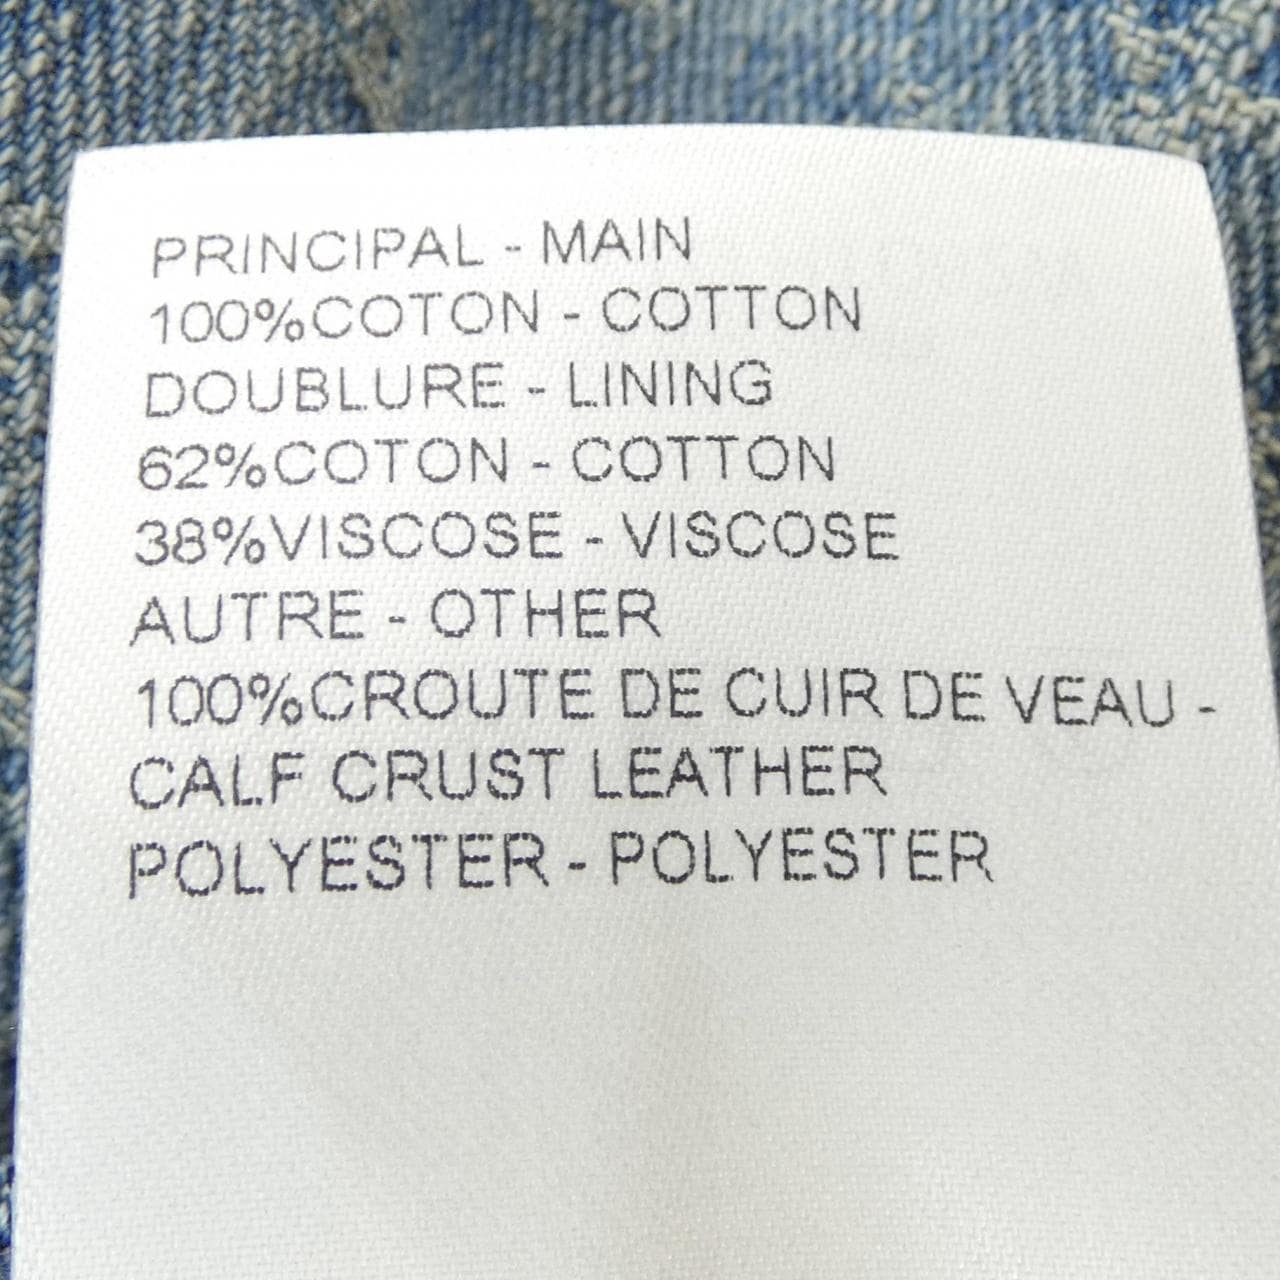 PRINCIPAL - MAIN
100%COTON - COTTON
DOUBLURE - LINING
62%COTON - COTTON
38%VISCOSE - VISCOSE
AUTRE - OTHER
100%CROUTE DE CUIR DE VEAU -
CALF CRUST LEATHER
POLYESTER - POLYESTER